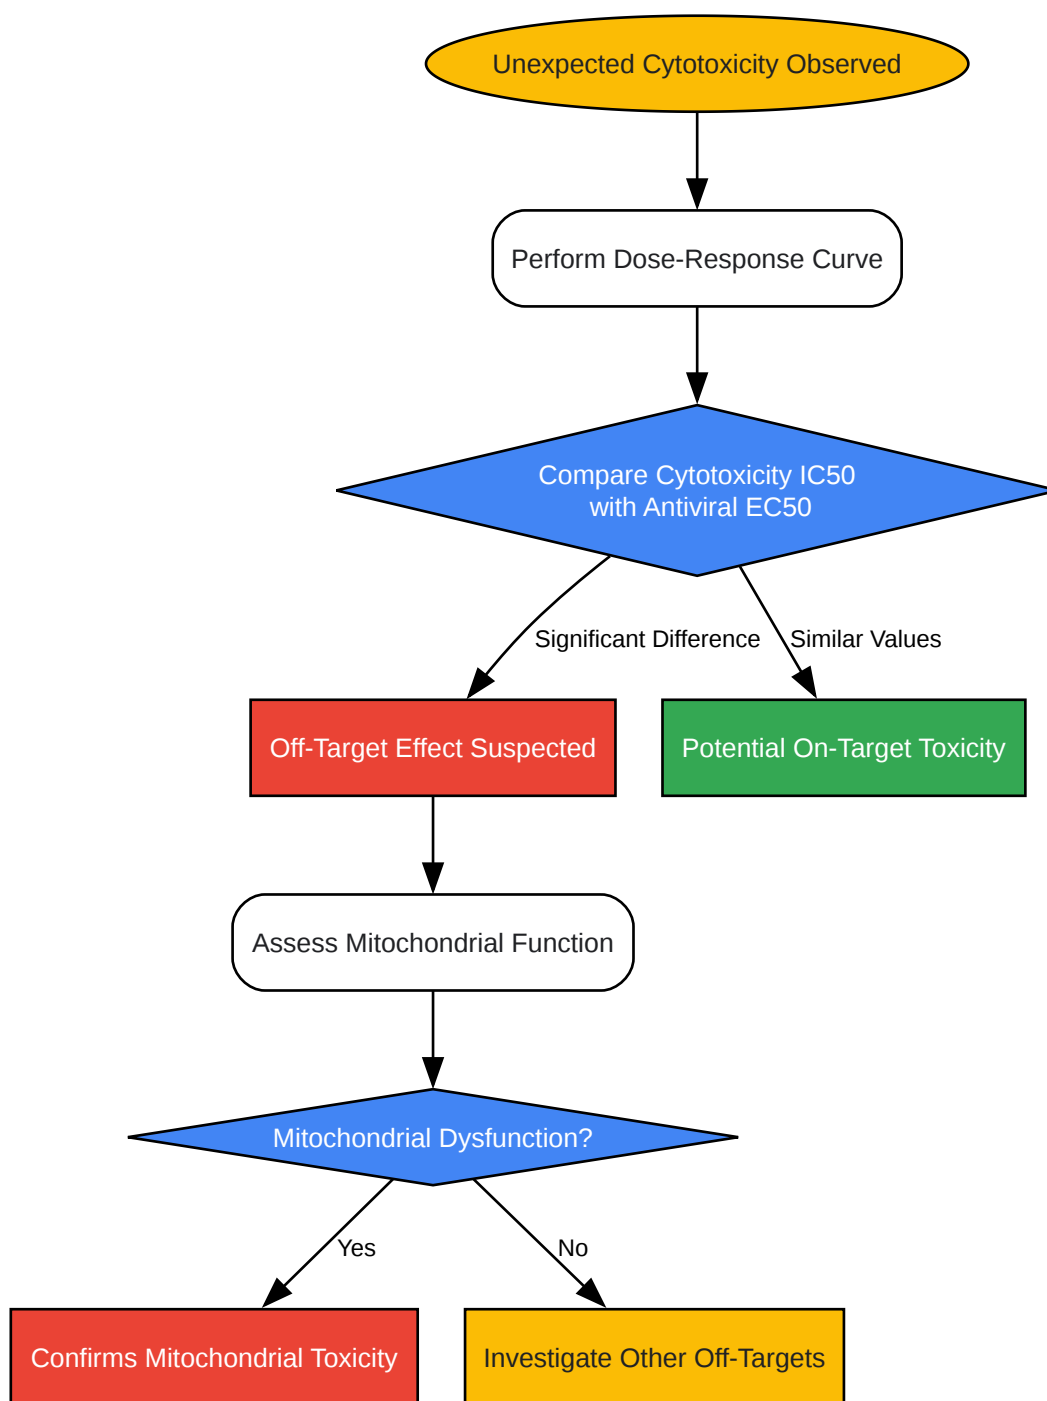 Unexpected Cytotoxicity Observed
Perform Dose-Response Curve
Compare Cytotoxicity IC50
with Antiviral EC50
Significant Difference
Similar Values
Off-Target Effect Suspected
Potential On-Target Toxicity
Assess Mitochondrial Function
Mitochondrial Dysfunction?
Yes
No
Confirms Mitochondrial Toxicity
Investigate Other Off-Targets